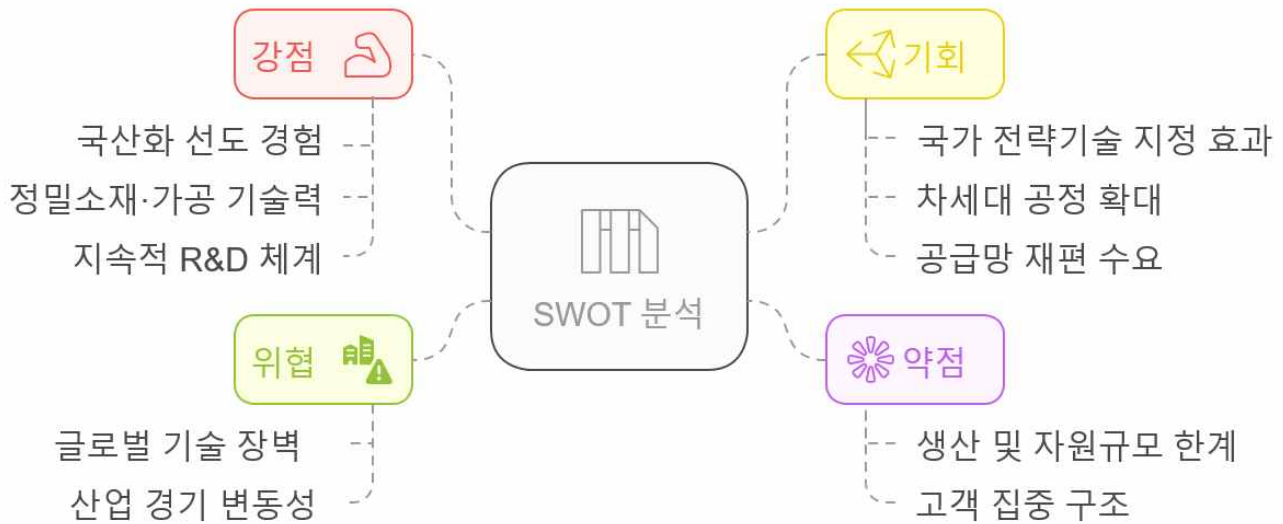 강점
국산화 선도 경험
정밀소재·가공 기술력
지속적 R&D 체계
기회
국가 전략기술 지정 효과
차세대 공정 확대
공급망 재편 수요
SWOT 분석
위협
글로벌 기술 장벽
산업 경기 변동성
약점
생산 및 자원규모 한계
고객 집중 구조